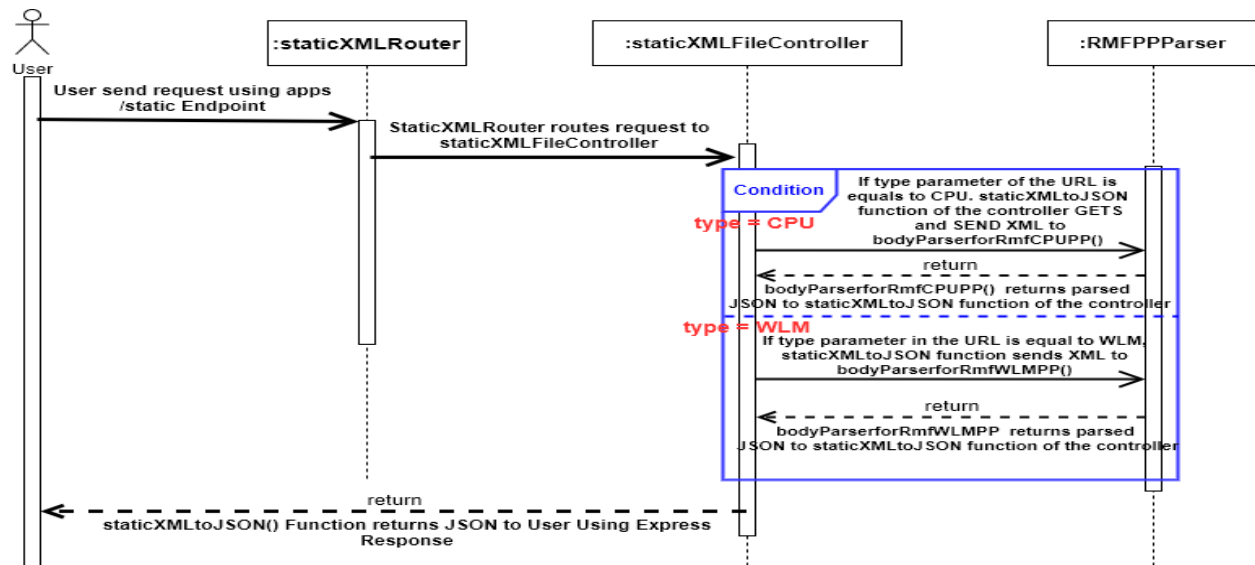 :staticXMLRouter
:staticXMLFileController
:RMFPPParser
User
User send request using apps
/static Endpoint
StaticXMLRouter routes request to
staticXMLFileController
Condition
If type parameter of the URL is
equals to CPU. staticXMLtoJSON
function of the controller GETS
and SEND XML to
bodyParserforRmfCPUPP()
type = CPU
return
bodyParserforRmfCPUPP() returns parsed
JSON to staticXMLtoJSON function of the controller
type = WLM
If type parameter in the URL is equal to WLM,
staticXMLtoJSON function sends XML to
bodyParserforRmfWLMPP()
return
bodyParserforRmfWLMPP returns parsed
JSON to staticXMLtoJSON function of the controller
return
staticXMLtoJSON() Function returns JSON to User Using Express
Response